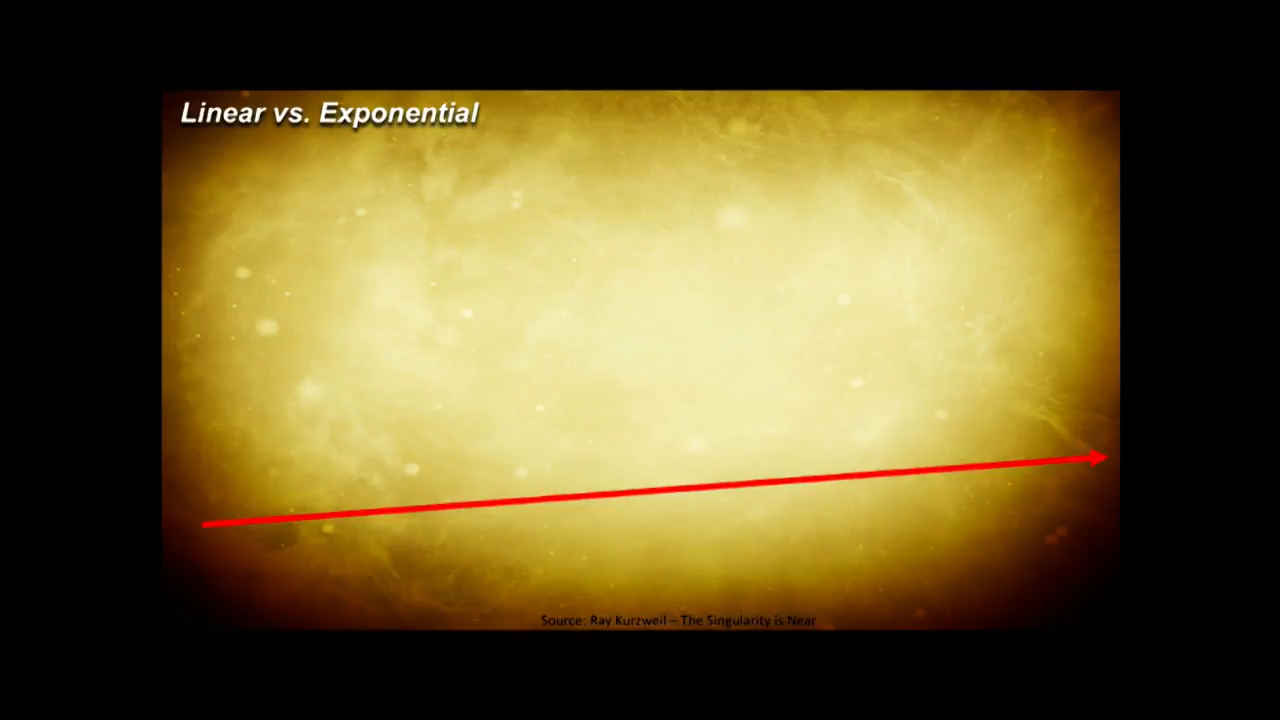 Linear vs. Exponential
Source: Ray Kurzweil – The Singularity is Near